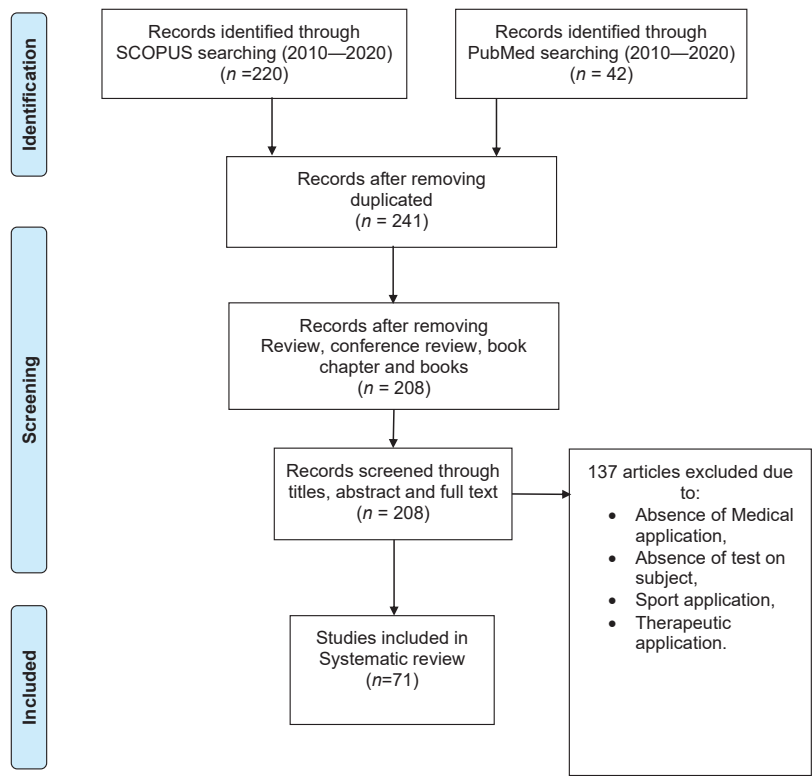 Identification
Records identified through
SCOPUS searching (2010—2020)
(n =220)
Records identified through
PubMed searching (2010—2020)
(n = 42)
Records after removing
duplicated
(n = 241)
Screening
Records after removing
Review, conference review, book
chapter and books
(n = 208)
Records screened through
titles, abstract and full text
(n = 208)
137 articles excluded due
to:
• Absence of Medical
application,
• Absence of test on
subject,
• Sport application,
• Therapeutic
application.
Included
Studies included in
Systematic review
(n=71)